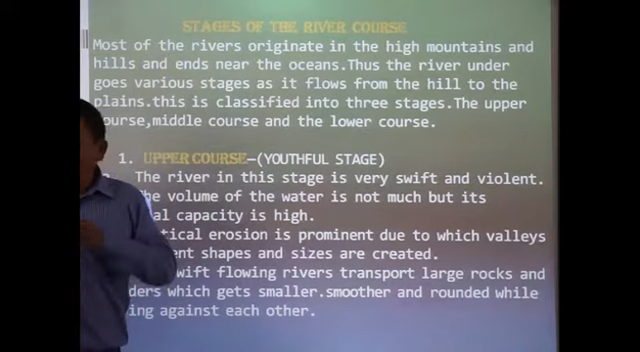 STAGES OF THE RIVER COURSE
Most of the rivers originate in the high mountains and
hills and ends near the oceans.Thus the river under
goes various stages as it flows from the hill to the
plains.this is classified into three stages.The upper
ourse,middle course and the lower course.
1. UPPER COURSE–(YOUTHFUL STAGE)
The river in this stage is very swift and violent.
he volume of the water is not much but its
al capacity is high.
tical erosion is prominent due to which valleys
ent shapes and sizes are created.
wift flowing rivers transport large rocks and
ders which gets smaller.smoother and rounded while
ing against each other.